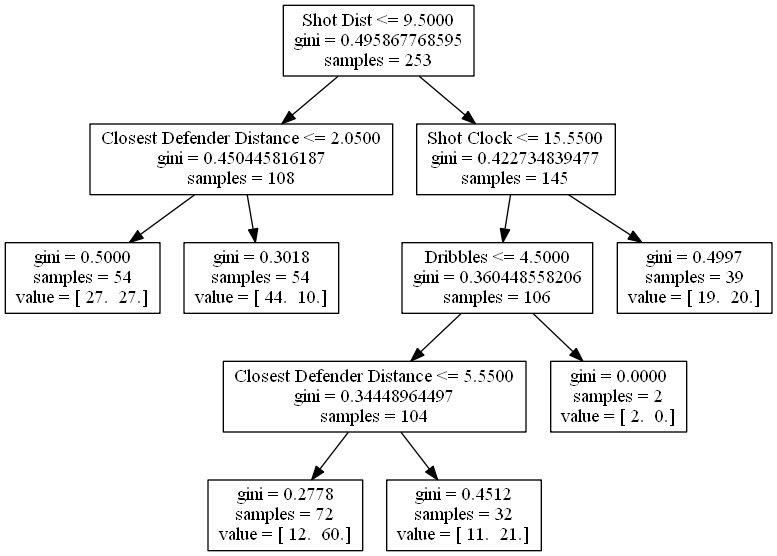 Shot Dist <= 9.5000
gini = 0.495867768595
samples = 253
Closest Defender Distance <= 2.0500
gini = 0.450445816187
samples = 108
Shot Clock <= 15.5500
gini = 0.422734839477
samples = 145
gini = 0.5000
samples = 54
value = [ 27.  27.]
gini = 0.3018
samples = 54
value = [ 44.  10.]
Dribbles <= 4.5000
gini = 0.360448558206
samples = 106
gini = 0.4997
samples = 39
value = [ 19.  20.]
Closest Defender Distance <= 5.5500
gini = 0.34448964497
samples = 104
gini = 0.0000
samples = 2
value = [ 2.  0.]
gini = 0.2778
samples = 72
value = [ 12.  60.]
gini = 0.4512
samples = 32
value = [ 11.  21.]